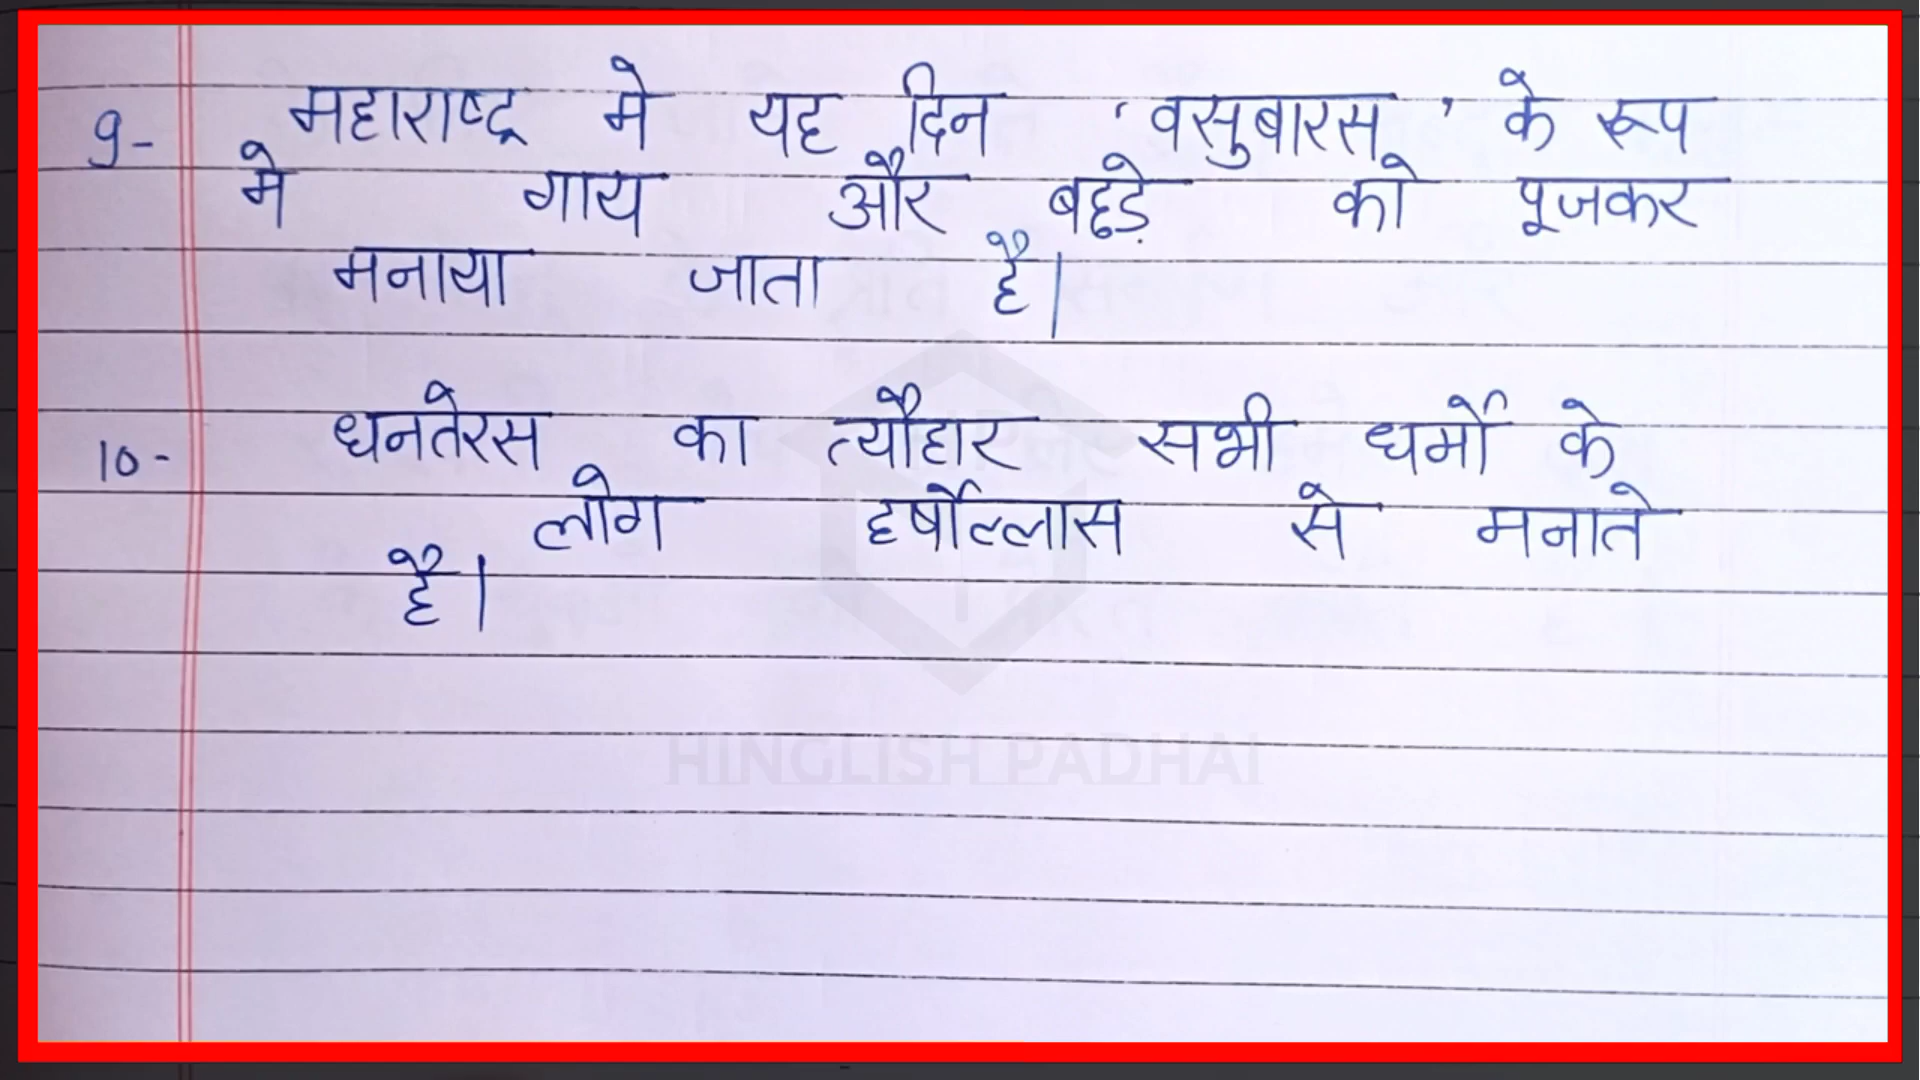 9- महाराष्ट्र मे यह दिन 'वसुबारस' के रूप
मे गाय और बछड़े को पूजकर
मनाया जाता है।
10- धनतेरस का त्यौहार सभी धर्मो के
लोग हर्षोल्लास से मनाते
है।
HINGLISH PADHAI